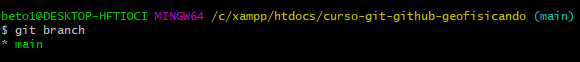 beto1@DESKTOP-HFTIOCI MINGW64 /c/xampp/htdocs/curso-git-github-geofisicando (main)
$ git branch
* main